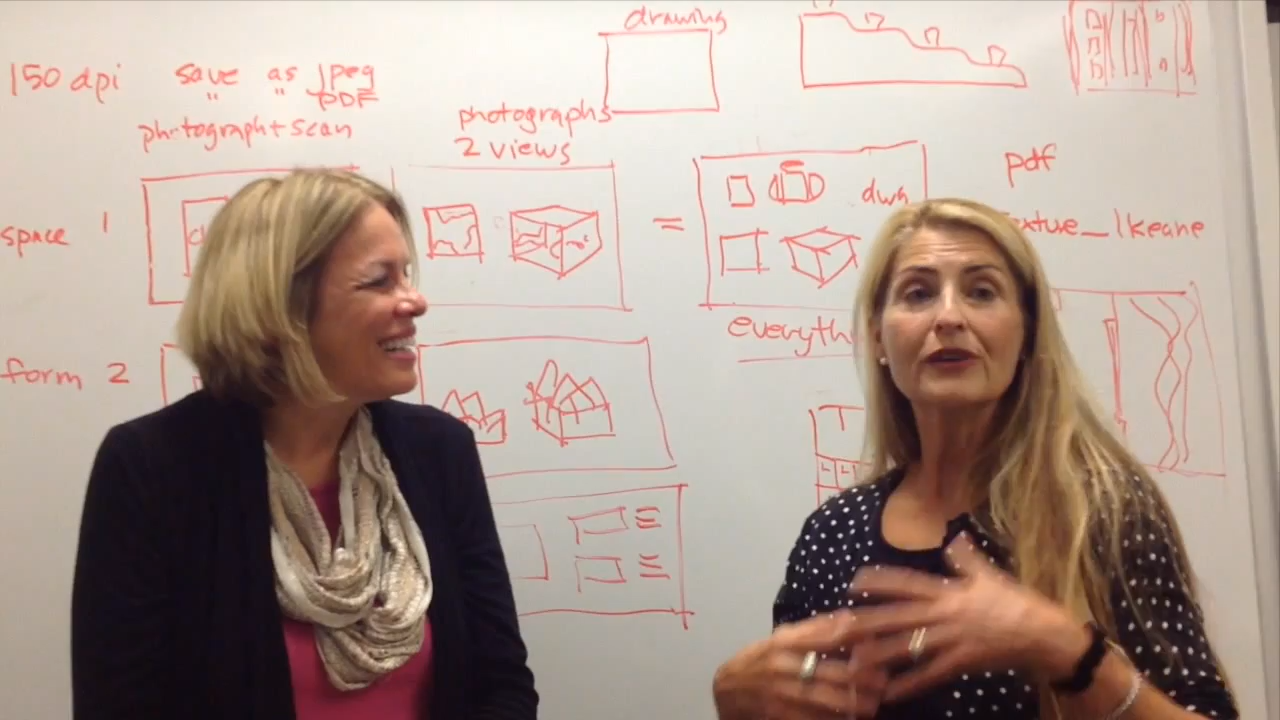 drawing
150 dpi save as jpeg
" " PDF
photograph + scan
photographs
2 views
space 1
=
dwg
pdf
xture_lkeane
everyth
form 2